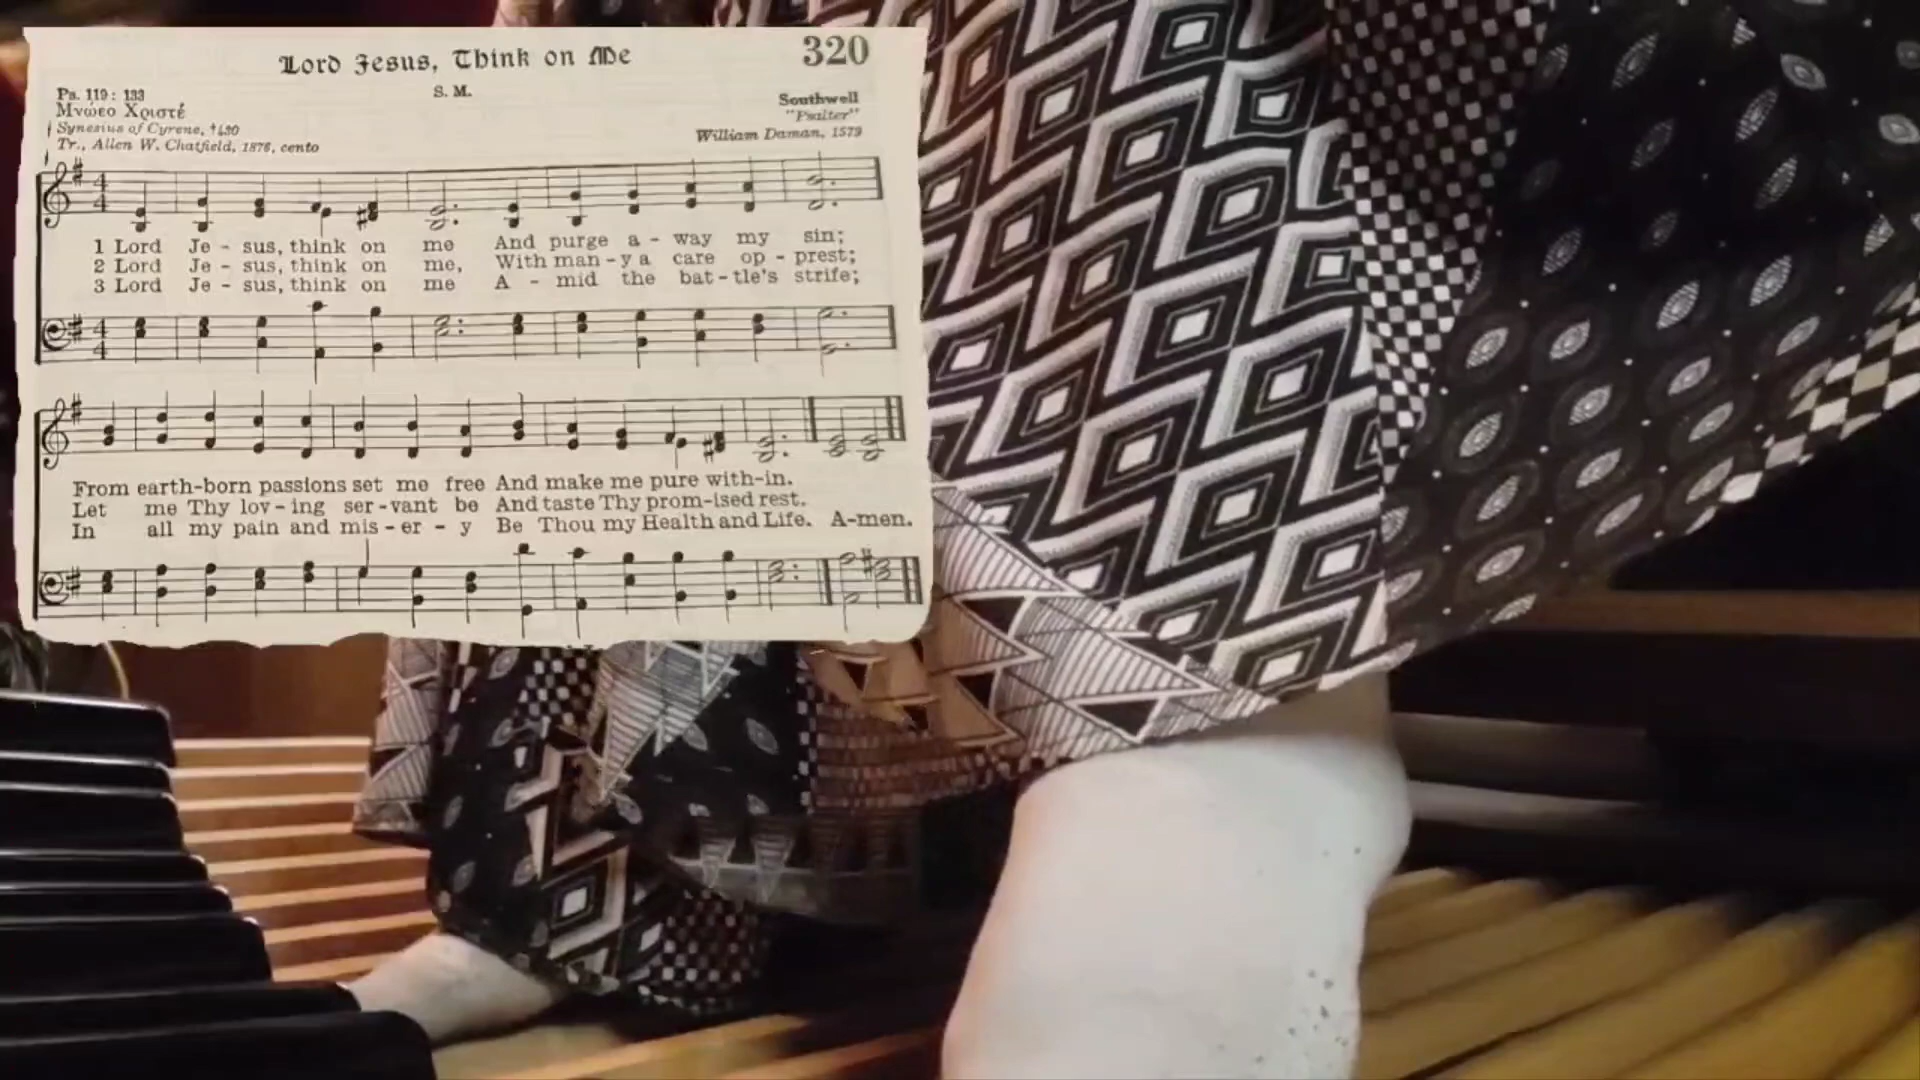 Lord Jesus, Think on Me
320
Ps. 119: 133
S. M.
Southwell
Μνώεο Χριστέ
"Psalter"
Synesius of Cyrene, †430
William Daman, 1579
Tr., Allen W. Chatfield, 1876, cento
1 Lord Je - sus, think on me And purge a - way my sin;
2 Lord Je - sus, think on me, With man - y a care op - prest;
3 Lord Je - sus, think on me A - mid the bat - tle's strife;
From earth-born passions set me free And make me pure with-in.
Let me Thy lov - ing ser - vant be And taste Thy prom-ised rest.
In all my pain and mis - er - y Be Thou my Health and Life. A-men.